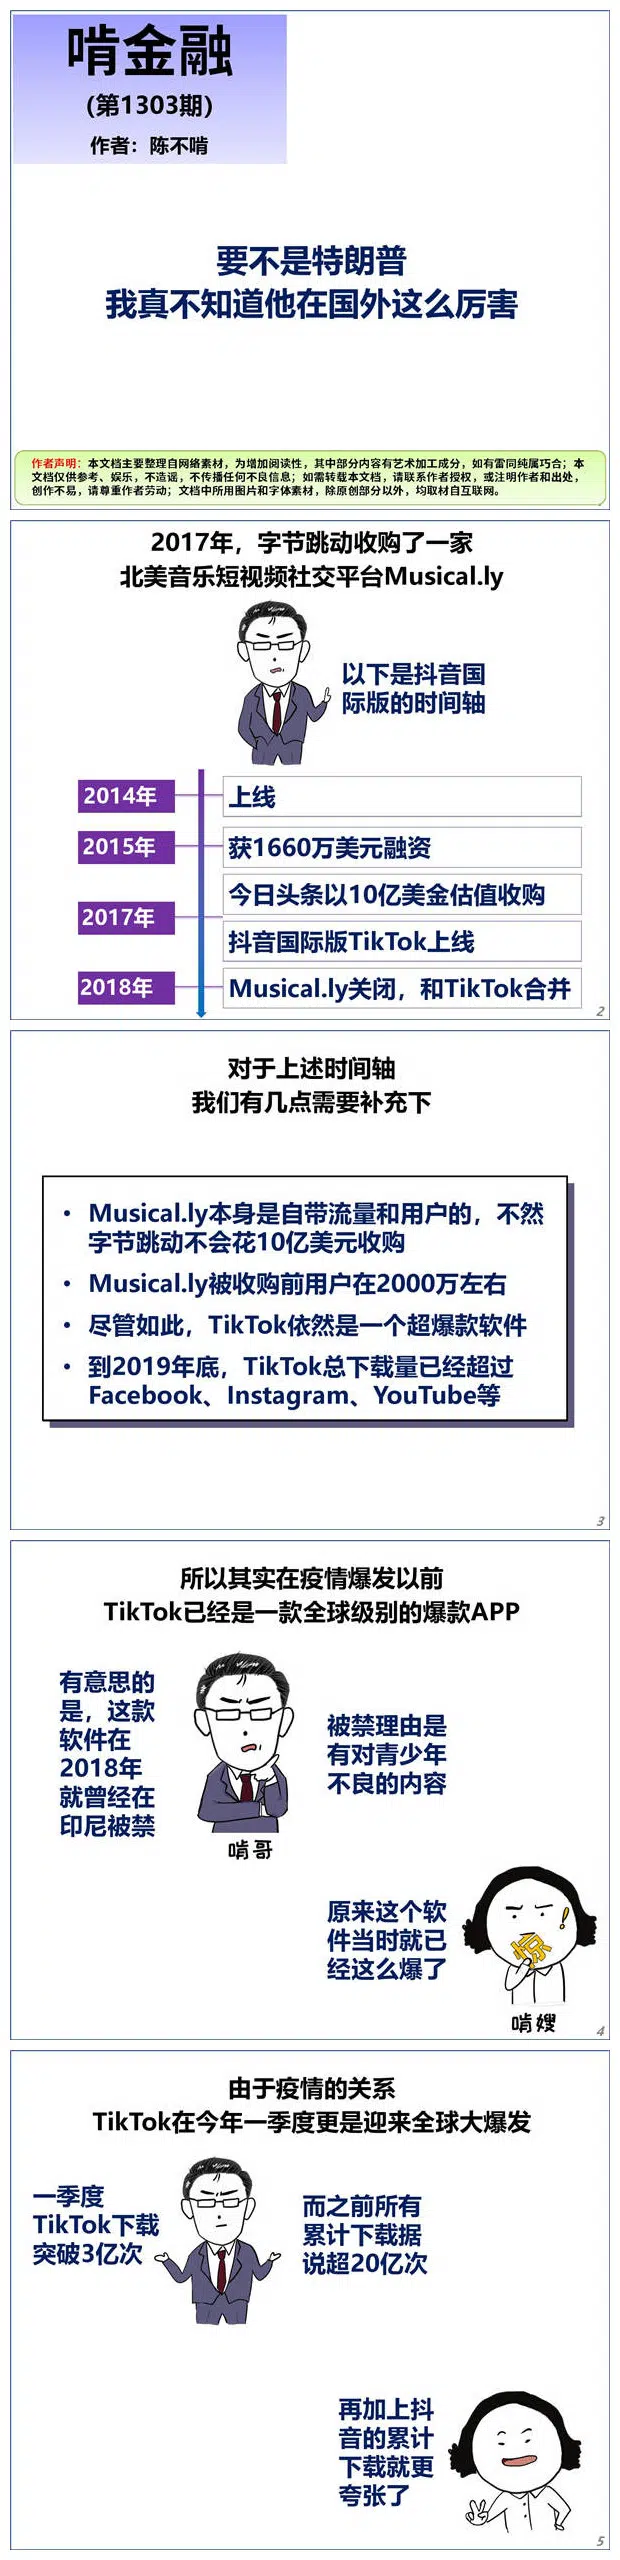 啃金融
(第1303期)
作者：陈不啃
要不是特朗普
我真不知道他在国外这么厉害
作者声明：本文档主要整理自网络素材，为增加阅读性，其中部分内容有艺术加工成分，如有雷同纯属巧合；本
文档仅供参考、娱乐，不造谣，不传播任何不良信息；如需转载本文档，请联系作者授权，或注明作者和出处，
创作不易，请尊重作者劳动；文档中所用图片和字体素材，除原创部分以外，均取材自互联网。
2017年，字节跳动收购了一家
北美音乐短视频社交平台Musical.ly
以下是抖音国
际版的时间轴
2014年
上线
2015年
获1660万美元融资
2017年
今日头条以10亿美金估值收购
抖音国际版TikTok上线
2018年
Musical.ly关闭，和TikTok合并
2
对于上述时间轴
我们有几点需要补充下
• Musical.ly本身是自带流量和用户的，不然
字节跳动不会花10亿美元收购
• Musical.ly被收购前用户在2000万左右
• 尽管如此，TikTok依然是一个超爆款软件
• 到2019年底，TikTok总下载量已经超过
Facebook、Instagram、YouTube等
3
所以其实在疫情爆发以前
TikTok已经是一款全球级别的爆款APP
有意思的
是，这款
软件在
2018年
就曾经在
印尼被禁
被禁理由是
有对青少年
不良的内容
啃哥
原来这个软
件当时就已
经这么爆了
惊
!
啃嫂
4
由于疫情的关系
TikTok在今年一季度更是迎来全球大爆发
一季度
TikTok下载
突破3亿次
而之前所有
累计下载据
说超20亿次
再加上抖
音的累计
下载就更
夸张了
5